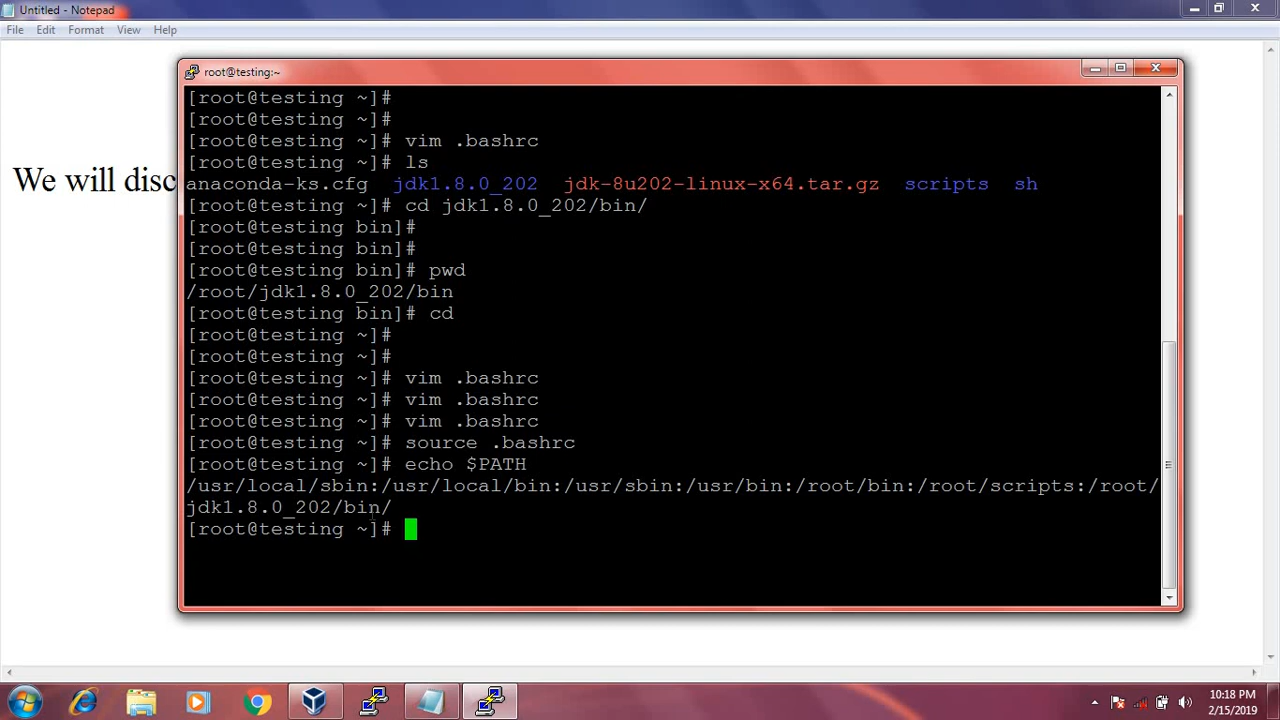 Untitled - Notepad
File Edit Format View Help
We will disc
root@testing:~
[root@testing ~]#
[root@testing ~]#
[root@testing ~]# vim .bashrc
[root@testing ~]# ls
anaconda-ks.cfg jdk1.8.0_202 jdk-8u202-linux-x64.tar.gz scripts sh
[root@testing ~]# cd jdk1.8.0_202/bin/
[root@testing bin]#
[root@testing bin]#
[root@testing bin]# pwd
/root/jdk1.8.0_202/bin
[root@testing bin]# cd
[root@testing ~]#
[root@testing ~]#
[root@testing ~]# vim .bashrc
[root@testing ~]# vim .bashrc
[root@testing ~]# vim .bashrc
[root@testing ~]# source .bashrc
[root@testing ~]# echo $PATH
/usr/local/sbin:/usr/local/bin:/usr/sbin:/usr/bin:/root/bin:/root/scripts:/root/
jdk1.8.0_202/bin/
[root@testing ~]#
10:18 PM
2/15/2019